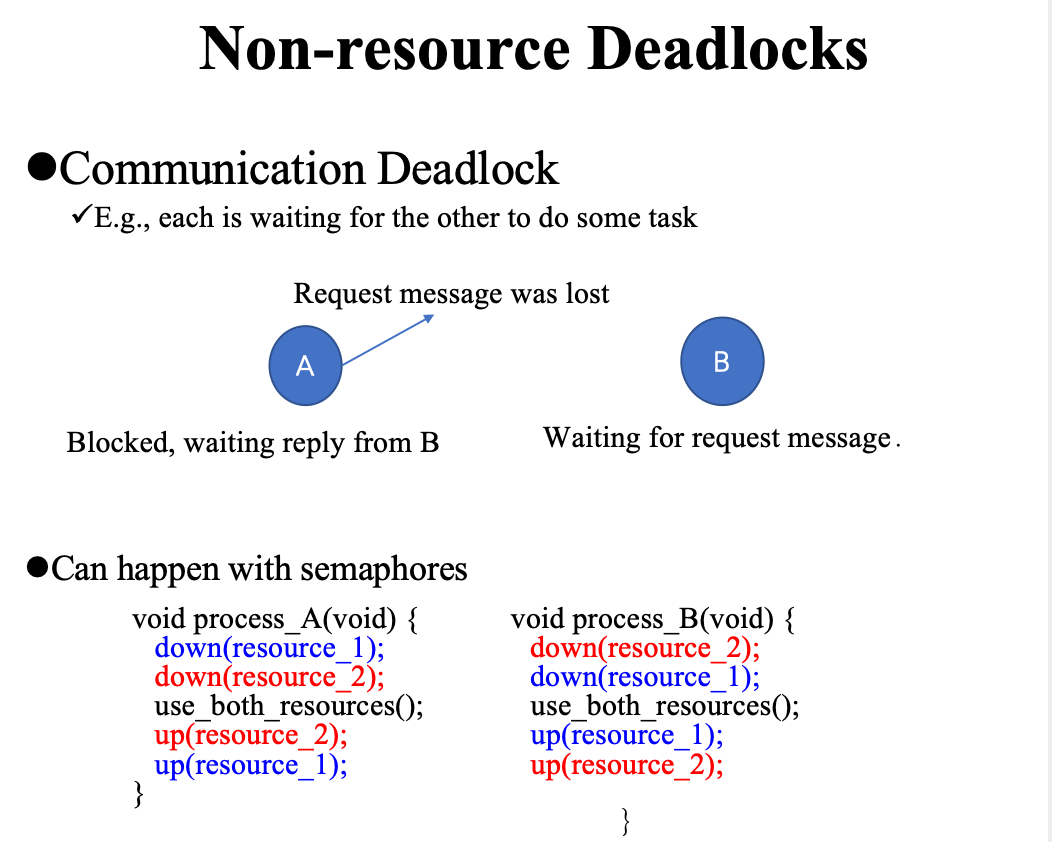 Non-resource Deadlocks
●Communication Deadlock
✓E.g., each is waiting for the other to do some task
Request message was lost
A
B
Blocked, waiting reply from B
Waiting for request message.
●Can happen with semaphores
void process_A(void) {
down(resource_1);
down(resource_2);
use_both_resources();
up(resource_2);
up(resource_1);
}
void process_B(void) {
down(resource_2);
down(resource_1);
use_both_resources();
up(resource_1);
up(resource_2);
}